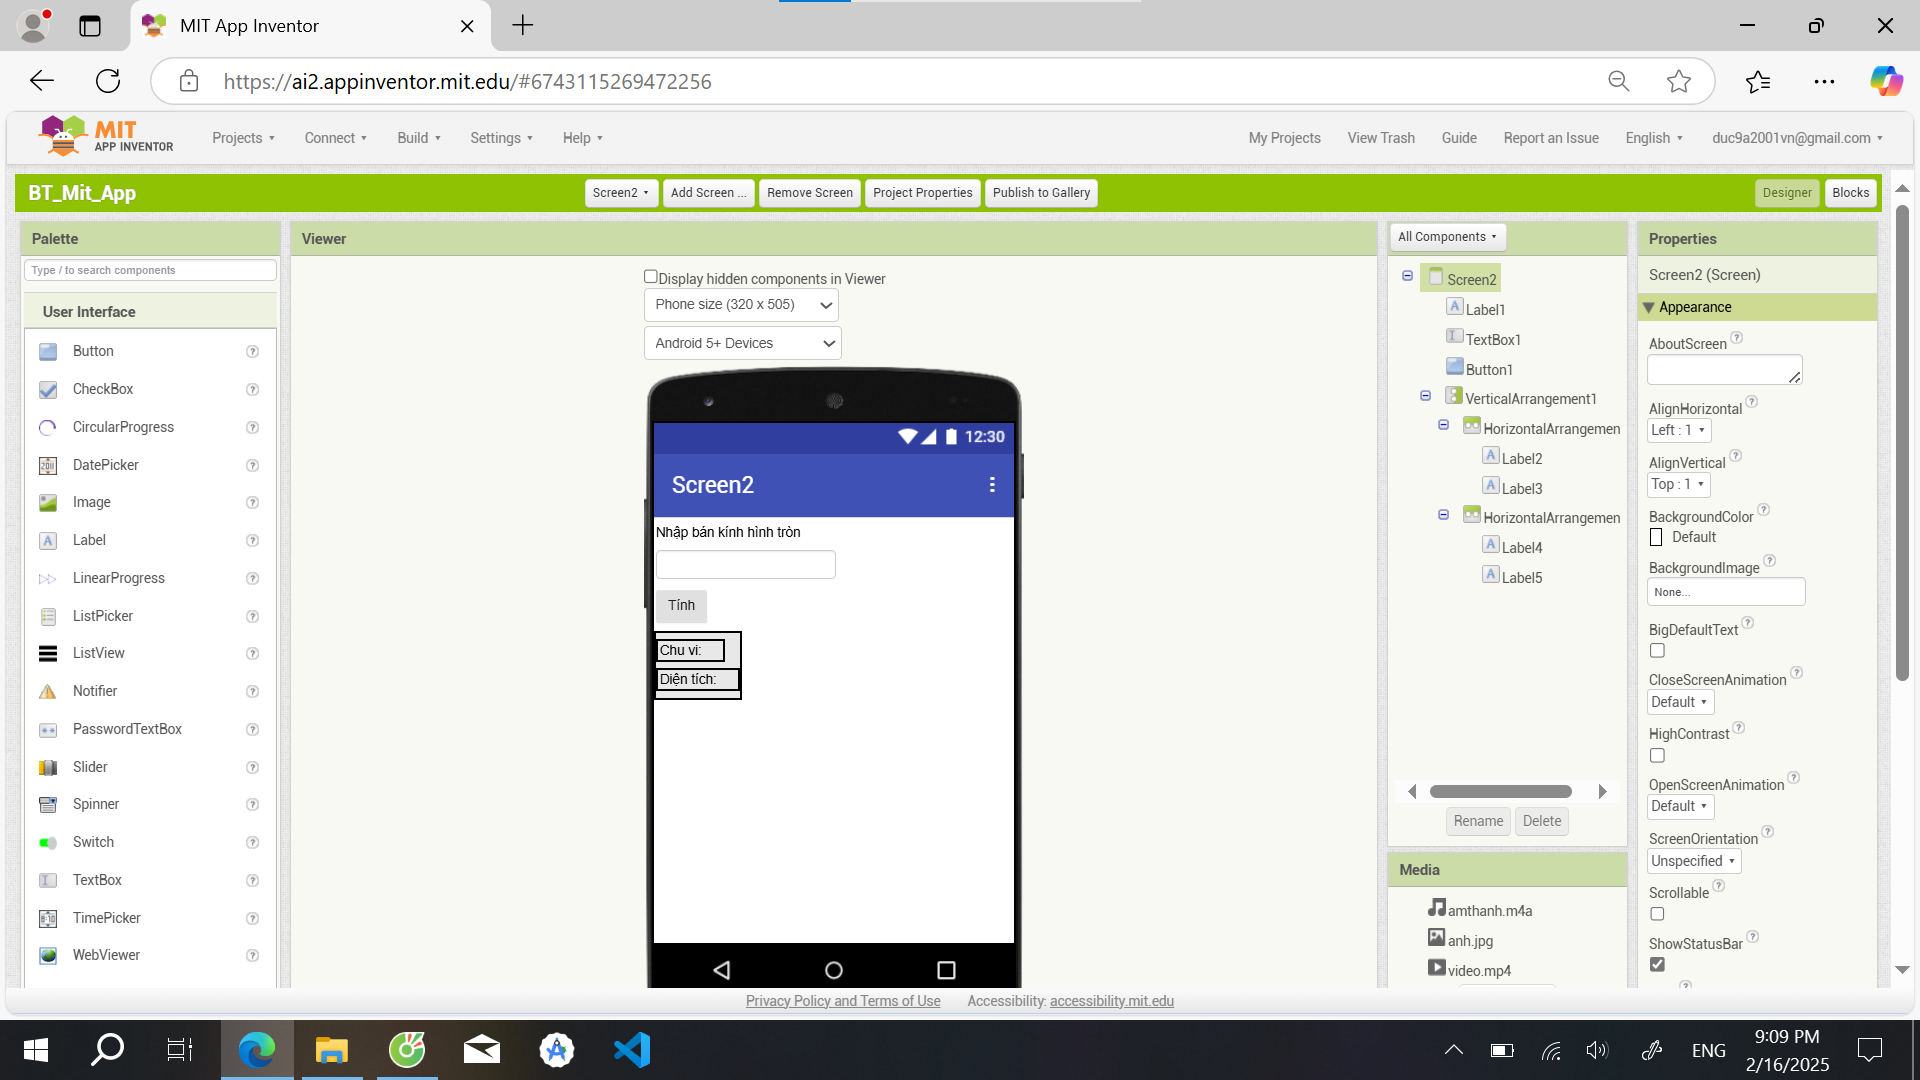 MIT App Inventor
https://ai2.appinventor.mit.edu/#6743115269472256
MIT
APP INVENTOR
Projects
Connect
Build
Settings
Help
My Projects
View Trash
Guide
Report an Issue
English
duc9a2001vn@gmail.com
BT_Mit_App
Screen2
Add Screen ...
Remove Screen
Project Properties
Publish to Gallery
Designer
Blocks
Palette
Type / to search components
User Interface
Button
CheckBox
CircularProgress
DatePicker
Image
Label
LinearProgress
ListPicker
ListView
Notifier
PasswordTextBox
Slider
Spinner
Switch
TextBox
TimePicker
WebViewer
Viewer
Display hidden components in Viewer
Phone size (320 x 505)
Android 5+ Devices
12:30
Screen2
Nhập bán kính hình tròn
Tính
Chu vi:
Diện tích:
All Components
Screen2
Label1
TextBox1
Button1
VerticalArrangement1
HorizontalArrangemen
Label2
Label3
HorizontalArrangemen
Label4
Label5
Rename
Delete
Media
amthanh.m4a
anh.jpg
video.mp4
Properties
Screen2 (Screen)
Appearance
AboutScreen
AlignHorizontal
Left : 1
AlignVertical
Top : 1
BackgroundColor
Default
BackgroundImage
None...
BigDefaultText
CloseScreenAnimation
Default
HighContrast
OpenScreenAnimation
Default
ScreenOrientation
Unspecified
Scrollable
ShowStatusBar
Privacy Policy and Terms of Use
Accessibility: accessibility.mit.edu
ENG
9:09 PM
2/16/2025